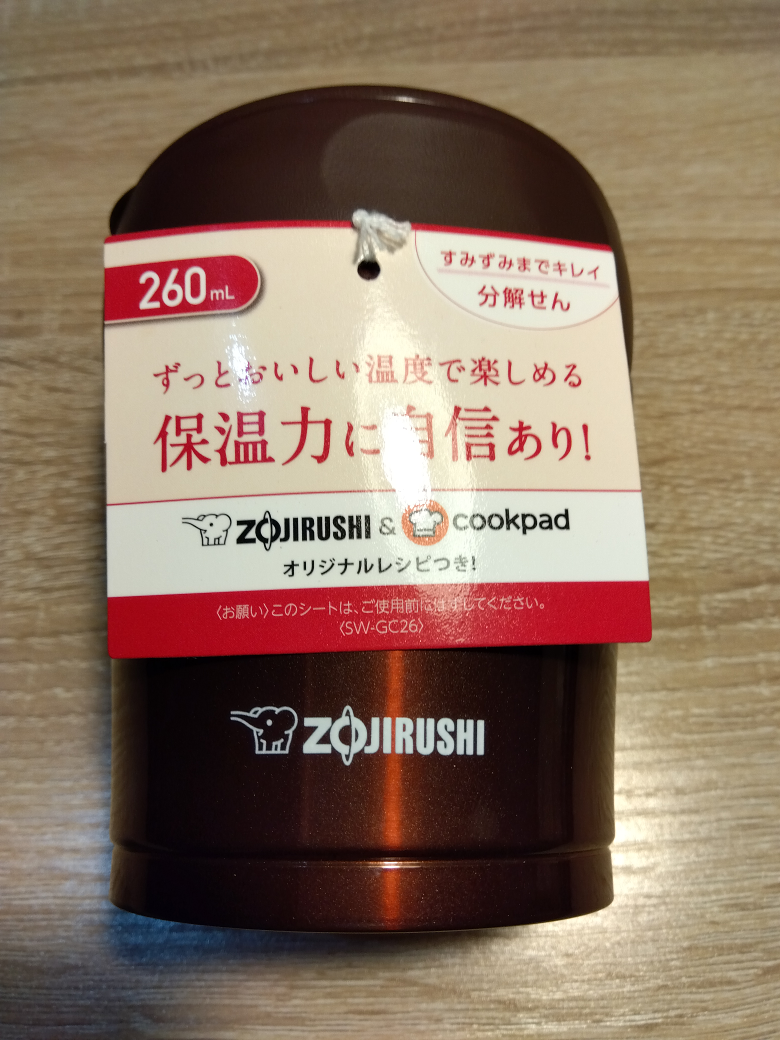 260mL
すみずみまでキレイ
分解せん
ずっとおいしい温度で楽しめる
保温力に自信あり!
ZOJIRUSHI & cookpad
オリジナルレシピつき!
〈お願い〉このシートは、ご使用前にはずしてください。
〈SW-GC26〉
ZOJIRUSHI